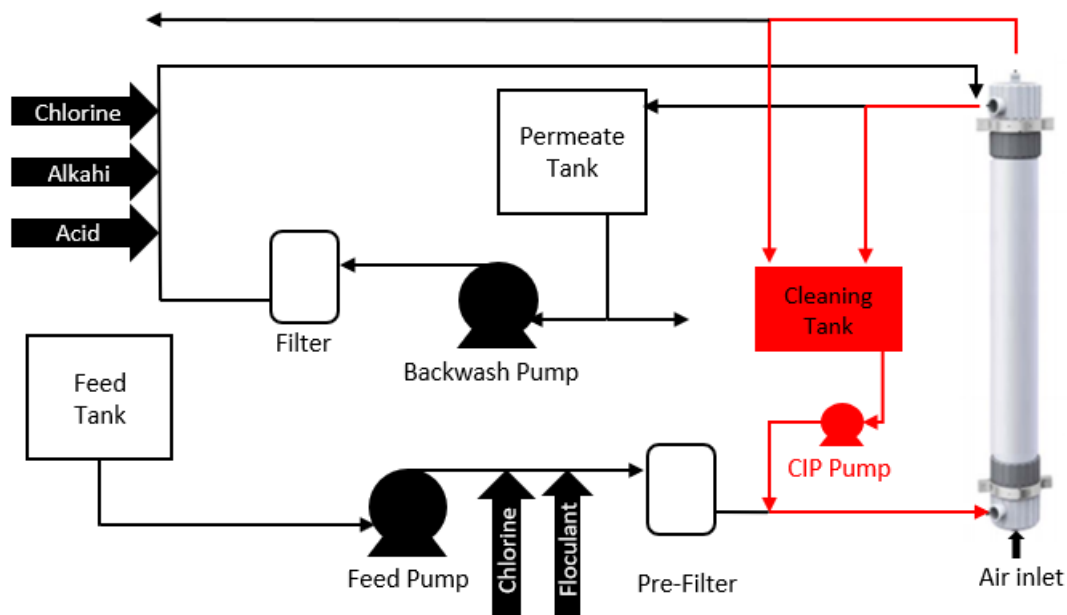 Chlorine
Alkahi
Acid
Permeate
Tank
Filter
Backwash Pump
Cleaning
Tank
Feed
Tank
CIP Pump
Feed Pump
Chlorine
Floculant
Pre-Filter
Air inlet